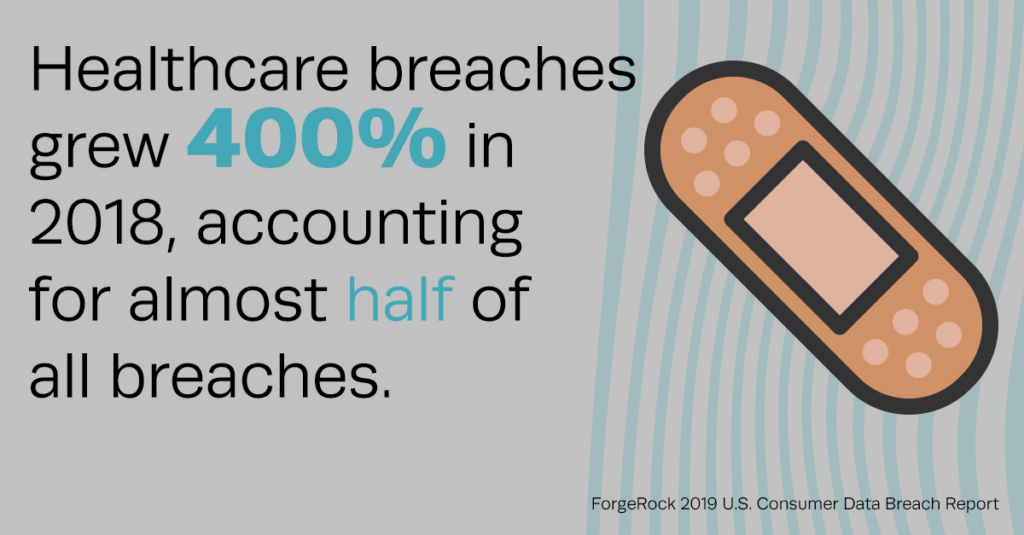 Healthcare breaches
grew 400% in
2018, accounting
for almost half of
all breaches.
ForgeRock 2019 U.S. Consumer Data Breach Report